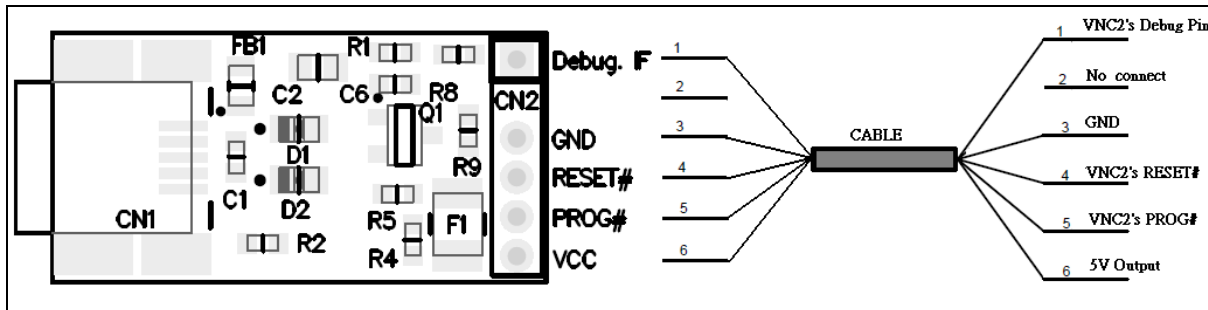 FB1
R1
C2
C6
R8
Q1
D1
C1
D2
CN1
R2
R5
R4
R9
F1
CN2
Debug. IF
GND
RESET#
PROG#
VCC
1
2
3
4
5
6
CABLE
1 VNC2's Debug Pin
2 No connect
3 GND
4 VNC2's RESET#
5 VNC2's PROG#
6 5V Output